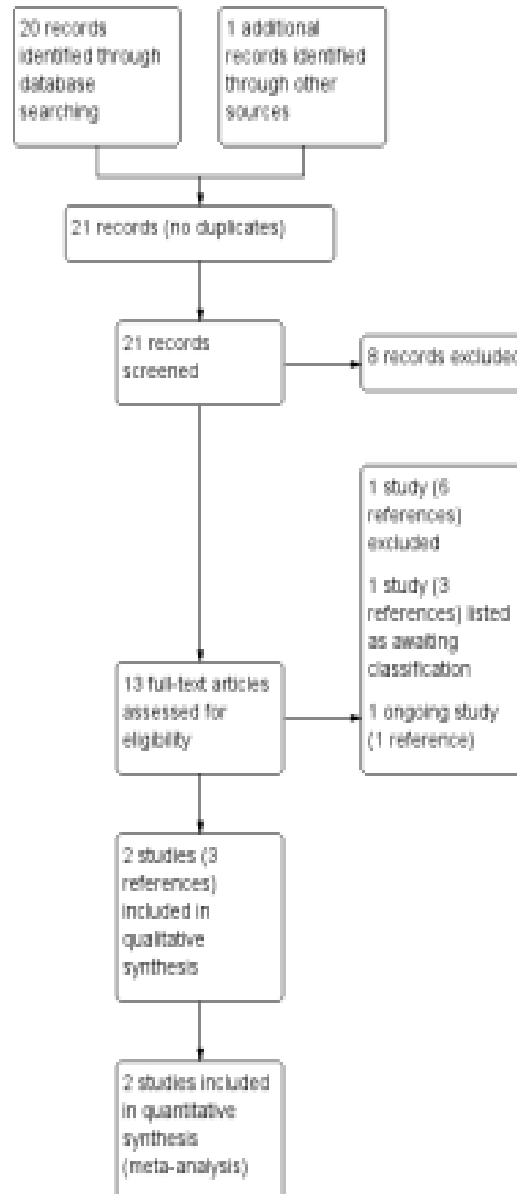 20 records
identified through
database
searching
1 additional
records identified
through other
sources
21 records (no duplicates)
21 records
screened
8 records excluded
1 study (6
references)
excluded
1 study (3
references) listed
as awaiting
classification
1 ongoing study
(1 reference)
13 full-text articles
assessed for
eligibility
2 studies (3
references)
included in
qualitative
synthesis
2 studies included
in quantitative
synthesis
(meta-analysis)